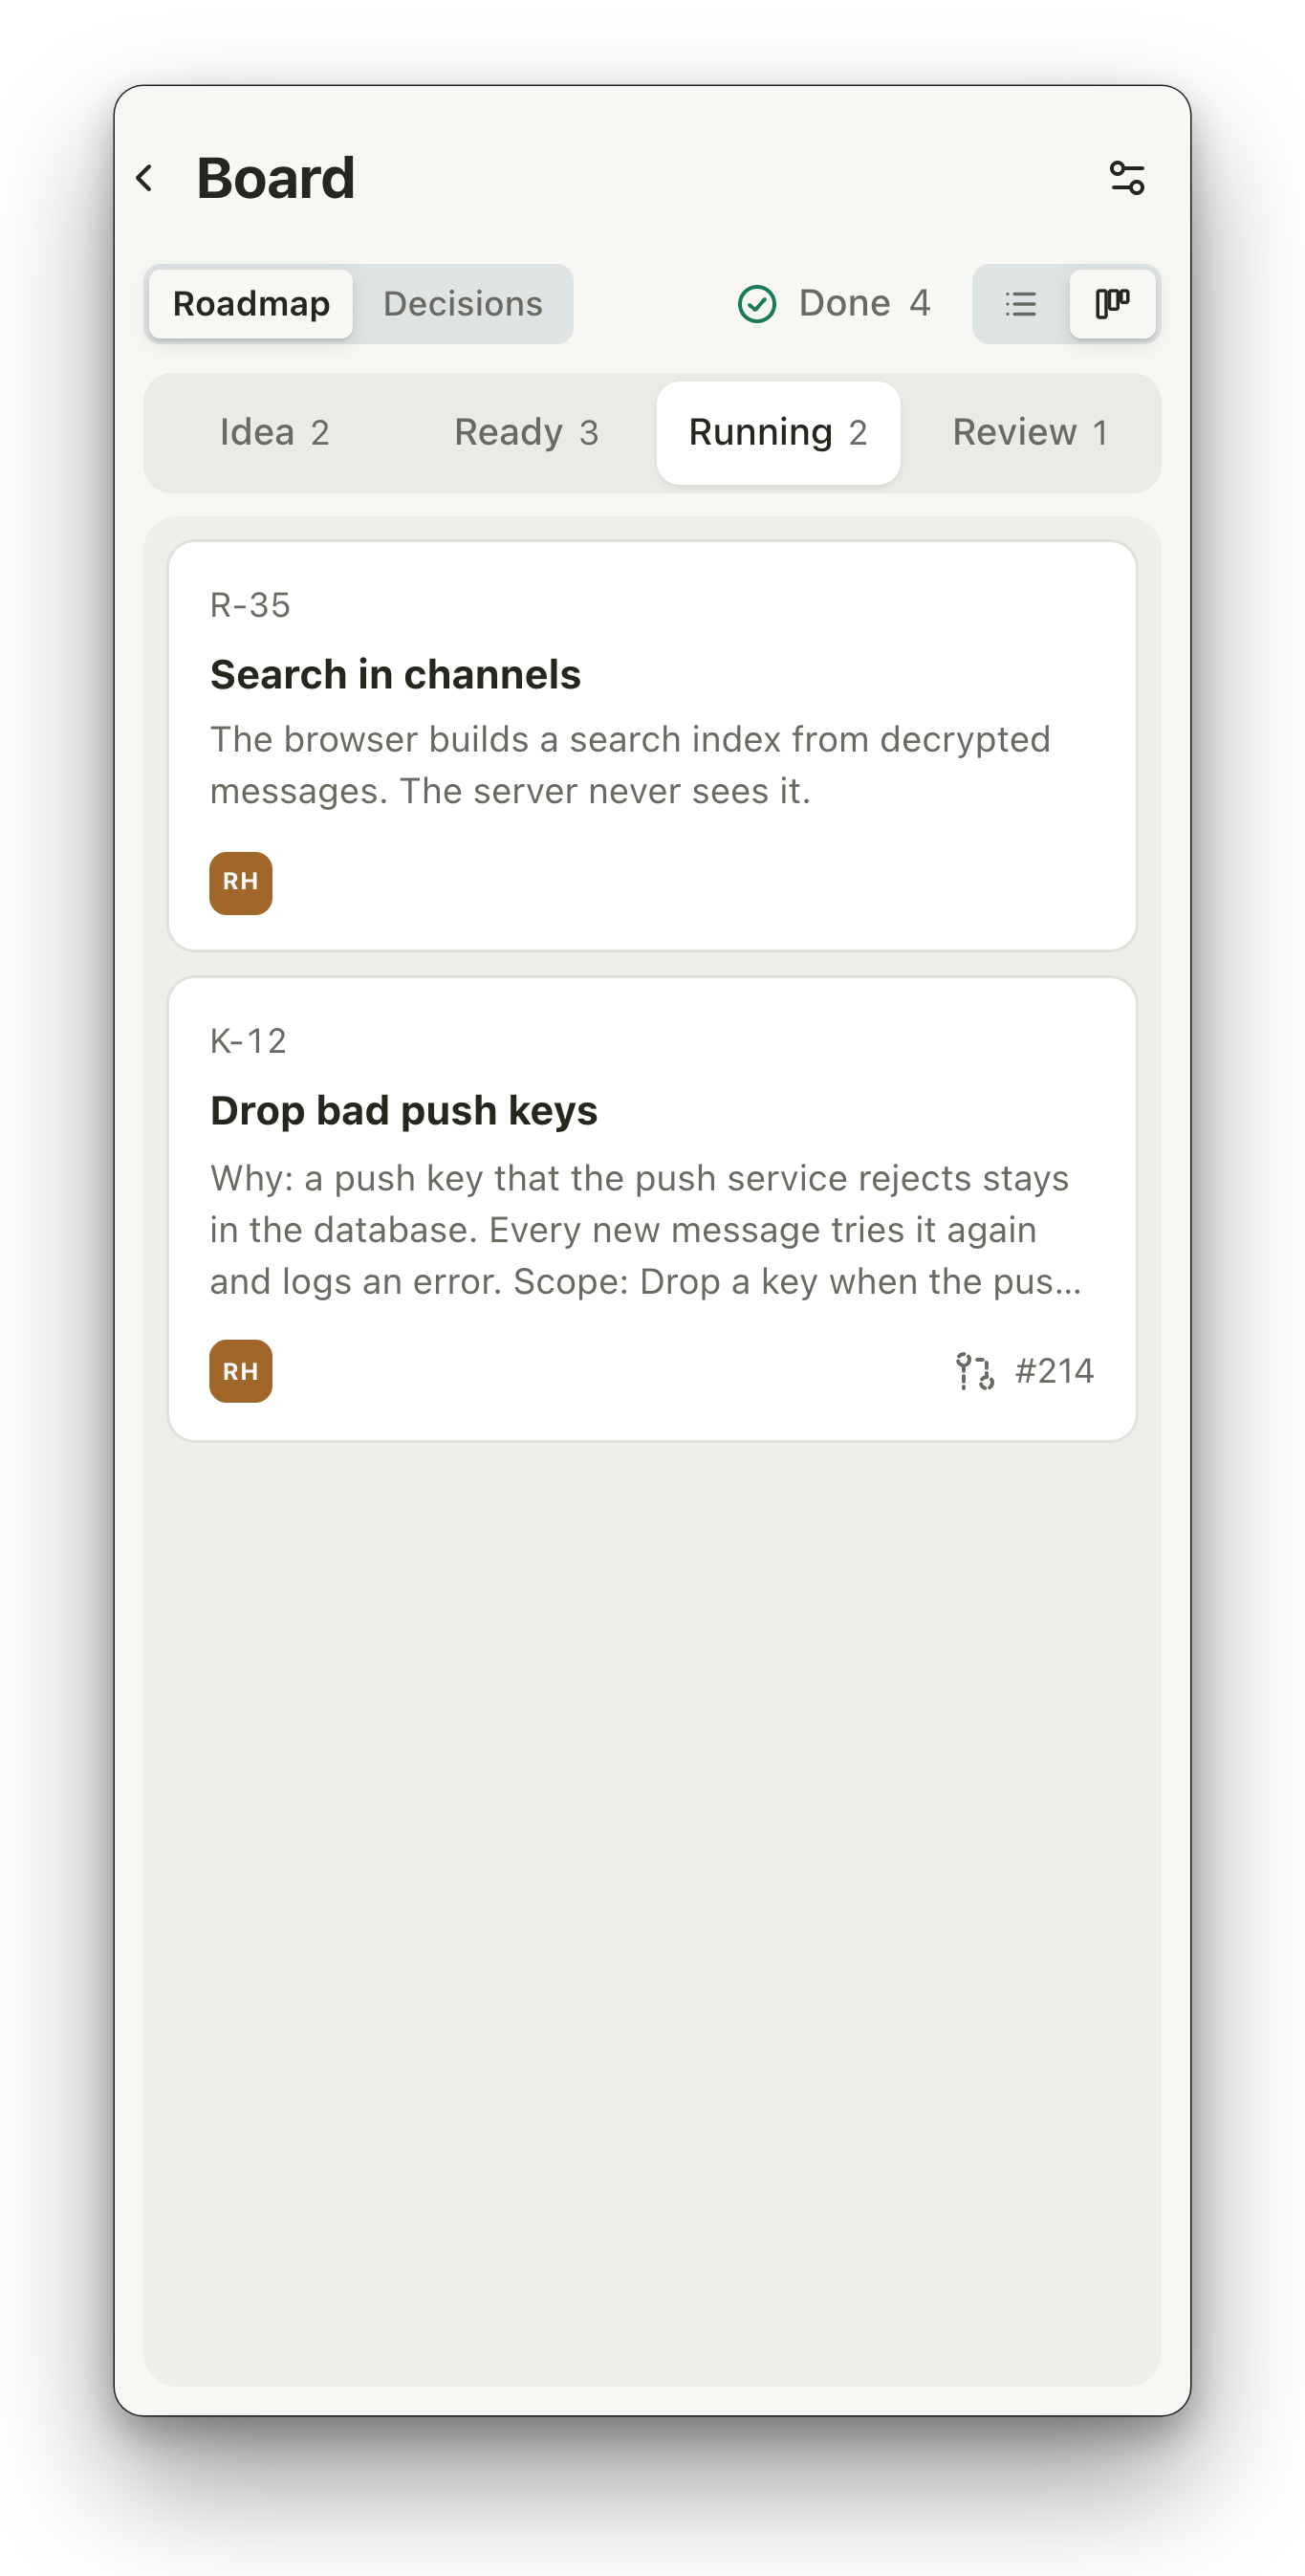 Board
Roadmap Decisions Done 4
Idea 2 Ready 3 Running 2 Review 1
R-35
Search in channels
The browser builds a search index from decrypted
messages. The server never sees it.
RH
K-12
Drop bad push keys
Why: a push key that the push service rejects stays
in the database. Every new message tries it again
and logs an error. Scope: Drop a key when the pus...
RH #214